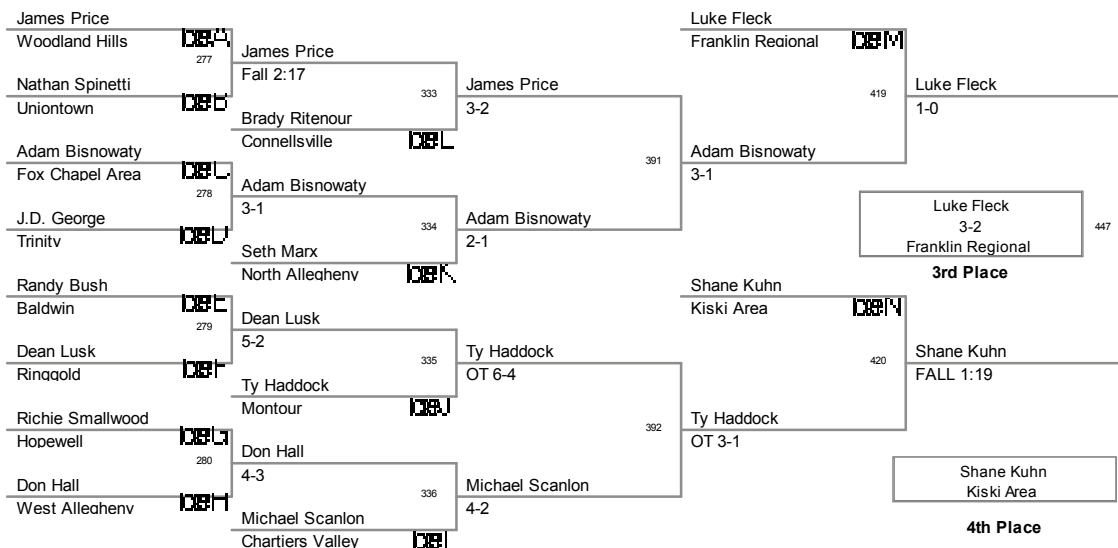 James Price
Woodland Hills
277
Nathan Spinetti
Uniontown
Adam Bisnowaty
Fox Chapel Area
278
J.D. George
Trinity
Randy Bush
Baldwin
279
Dean Lusk
Ringgold
Richie Smallwood
Hopewell
280
Don Hall
West Allegheny
James Price
Fall 2:17
333
Brady Ritenour
Connellsville
Adam Bisnowaty
3-1
334
Seth Marx
North Allegheny
Dean Lusk
5-2
335
Ty Haddock
Montour
Don Hall
4-3
336
Michael Scanlon
Chartiers Valley
James Price
3-2
391
Adam Bisnowaty
2-1
Ty Haddock
OT 6-4
392
Michael Scanlon
4-2
Luke Fleck
Franklin Regional
419
Adam Bisnowaty
3-1
Shane Kuhn
Kiski Area
420
Ty Haddock
OT 3-1
Luke Fleck
1-0
Luke Fleck
3-2
Franklin Regional
447
3rd Place
Shane Kuhn
FALL 1:19
Shane Kuhn
Kiski Area
4th Place